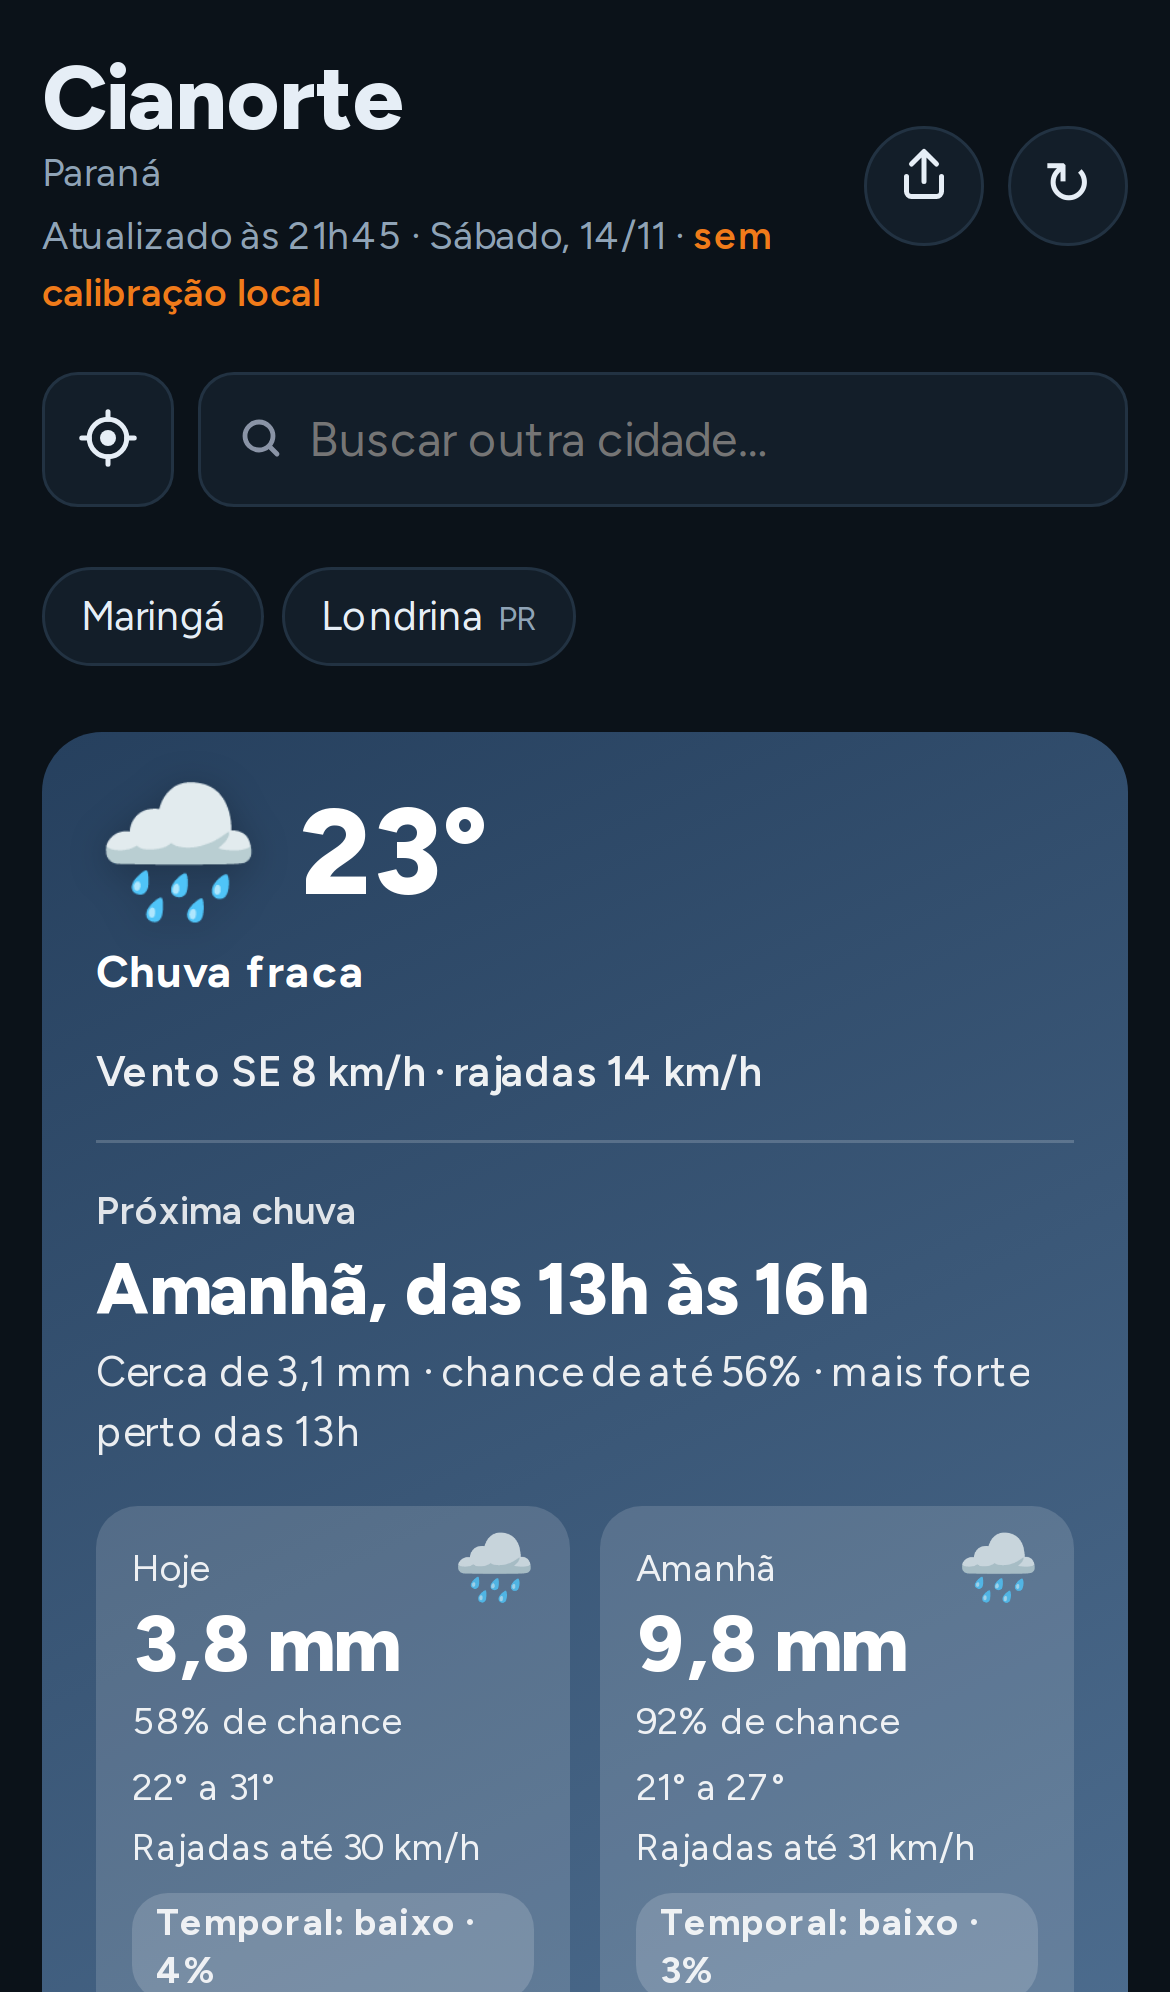 Cianorte
Paraná
Atualizado às 21h45 · Sábado, 14/11 · sem
calibração local
Buscar outra cidade...
Maringá
Londrina PR
23°
Chuva fraca
Vento SE 8 km/h · rajadas 14 km/h
Próxima chuva
Amanhã, das 13h às 16h
Cerca de 3,1 mm · chance de até 56% · mais forte
perto das 13h
Hoje
3,8 mm
58% de chance
22° a 31°
Rajadas até 30 km/h
Temporal: baixo ·
4%
Amanhã
9,8 mm
92% de chance
21° a 27°
Rajadas até 31 km/h
Temporal: baixo ·
3%